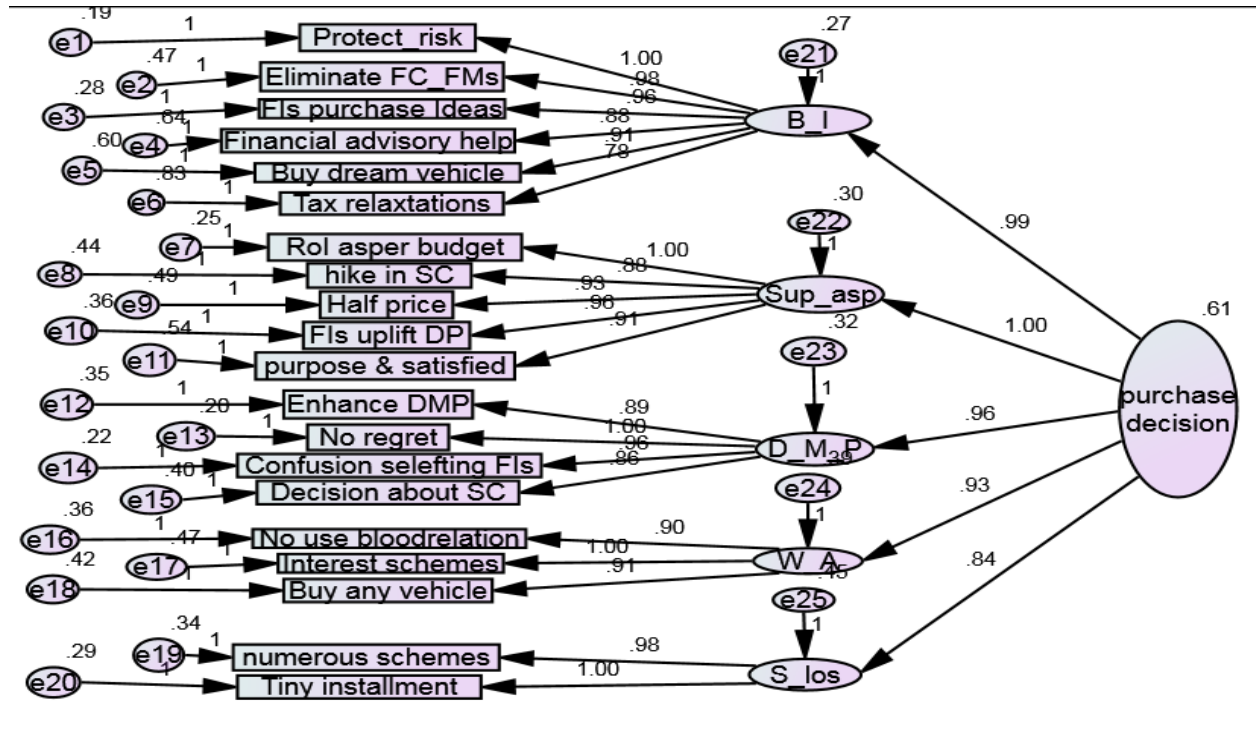 .19
e1
1
Protect_risk
.47
e2
1
Eliminate FC_FMs
.28
e3
1
FIs purchase Ideas
.64
e4
1
Financial advisory help
.60
e5
1
Buy dream vehicle
.83
e6
1
Tax relaxtations
1.00
.98
.96
.88
.91
.78
.27
e21
1
B_I
.25
e7
1
RoI asper budget
.44
e8
1
hike in SC
.49
e9
1
Half price
.36
e10
1
FIs uplift DP
.54
e11
1
purpose & satisfied
1.00
.88
.93
.96
.91
.30
e22
1
Sup_asp
.35
e12
1
Enhance DMP
.20
e13
1
No regret
.22
e14
1
Confusion selefting FIs
.40
e15
1
Decision about SC
.89
1.00
.96
.86
.32
e23
1
D_M_P
.36
e16
1
No use bloodrelation
.47
e17
1
Interest schemes
.42
e18
1
Buy any vehicle
.90
1.00
.91
.39
e24
1
W_A
.34
e19
1
numerous schemes
.29
e20
1
Tiny installment
.98
1.00
.45
e25
1
S_los
.99
1.00
.96
.93
.84
.61
purchase
decision